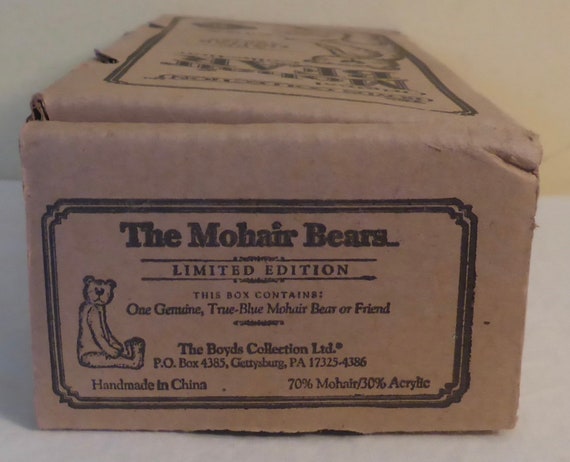 The Mohair Bears™
LIMITED EDITION
THIS BOX CONTAINS:
One Genuine, True-Blue Mohair Bear or Friend
The Boyds Collection Ltd.®
P.O. Box 4385, Gettysburg, PA 17325-4386
Handmade in China 70% Mohair/30% Acrylic